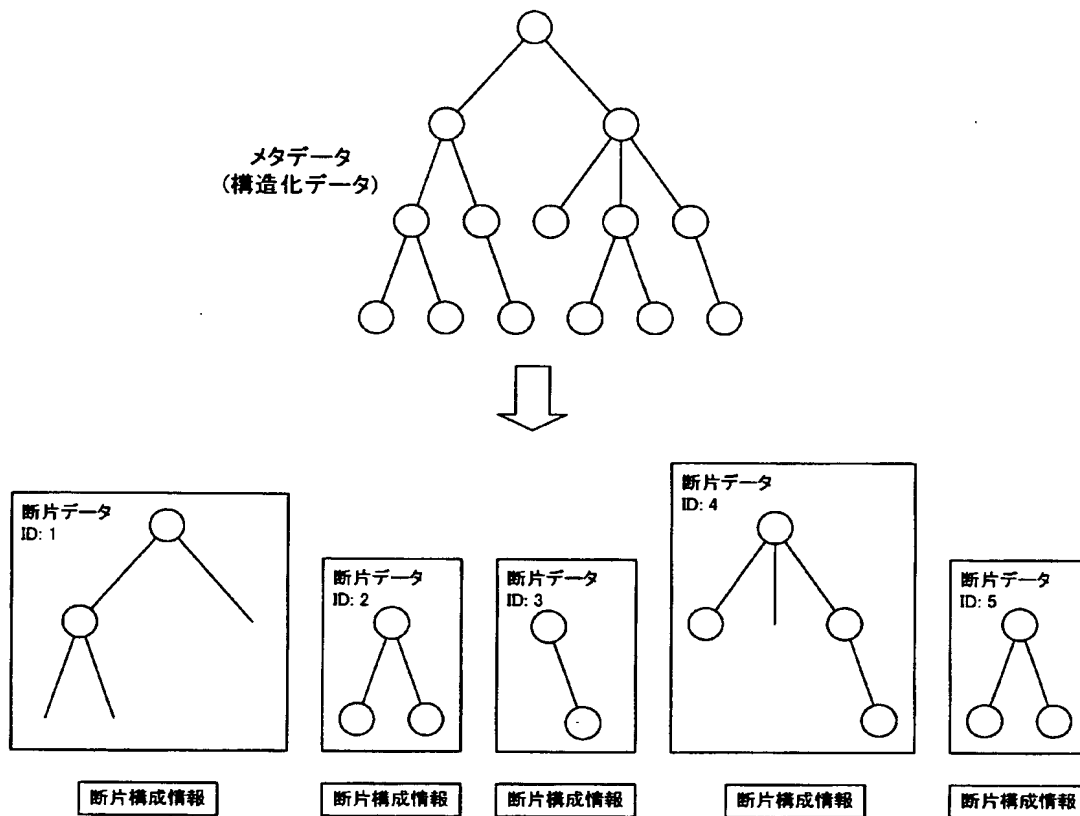 メタデータ
(構造化データ)
断片データ
ID: 1
断片データ
ID: 2
断片データ
ID: 3
断片データ
ID: 4
断片データ
ID: 5
断片構成情報
断片構成情報
断片構成情報
断片構成情報
断片構成情報